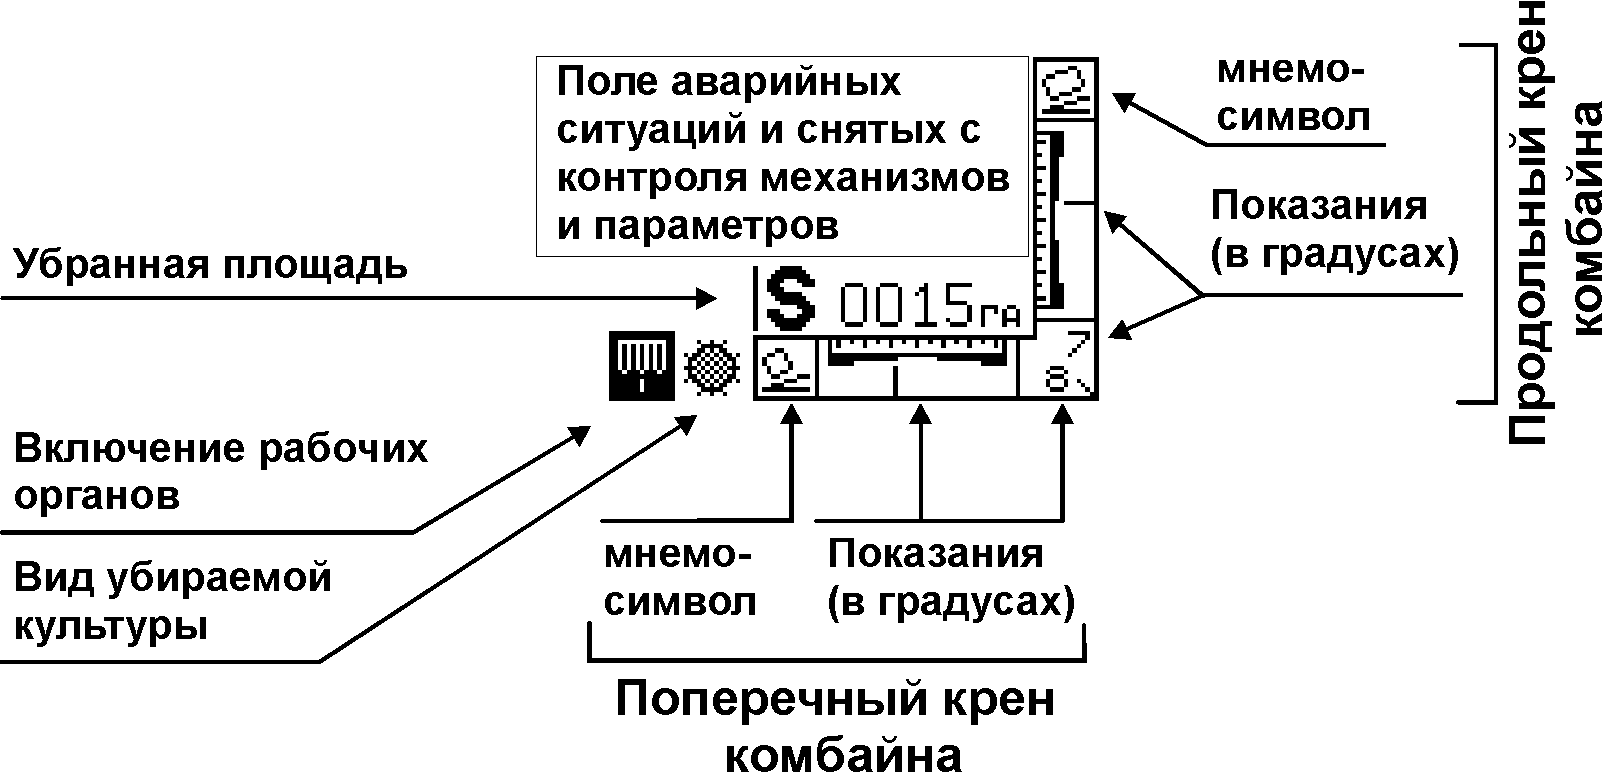 Поле аварийных
ситуаций и снятых с
контроля механизмов
и параметров
мнемо-
символ
Показания
(в градусах)
Продольный крен
комбайна
Убранная площадь
S 0015га
7
8
Включение рабочих
органов
Вид убираемой
культуры
мнемо-
символ
Показания
(в градусах)
Поперечный крен
комбайна